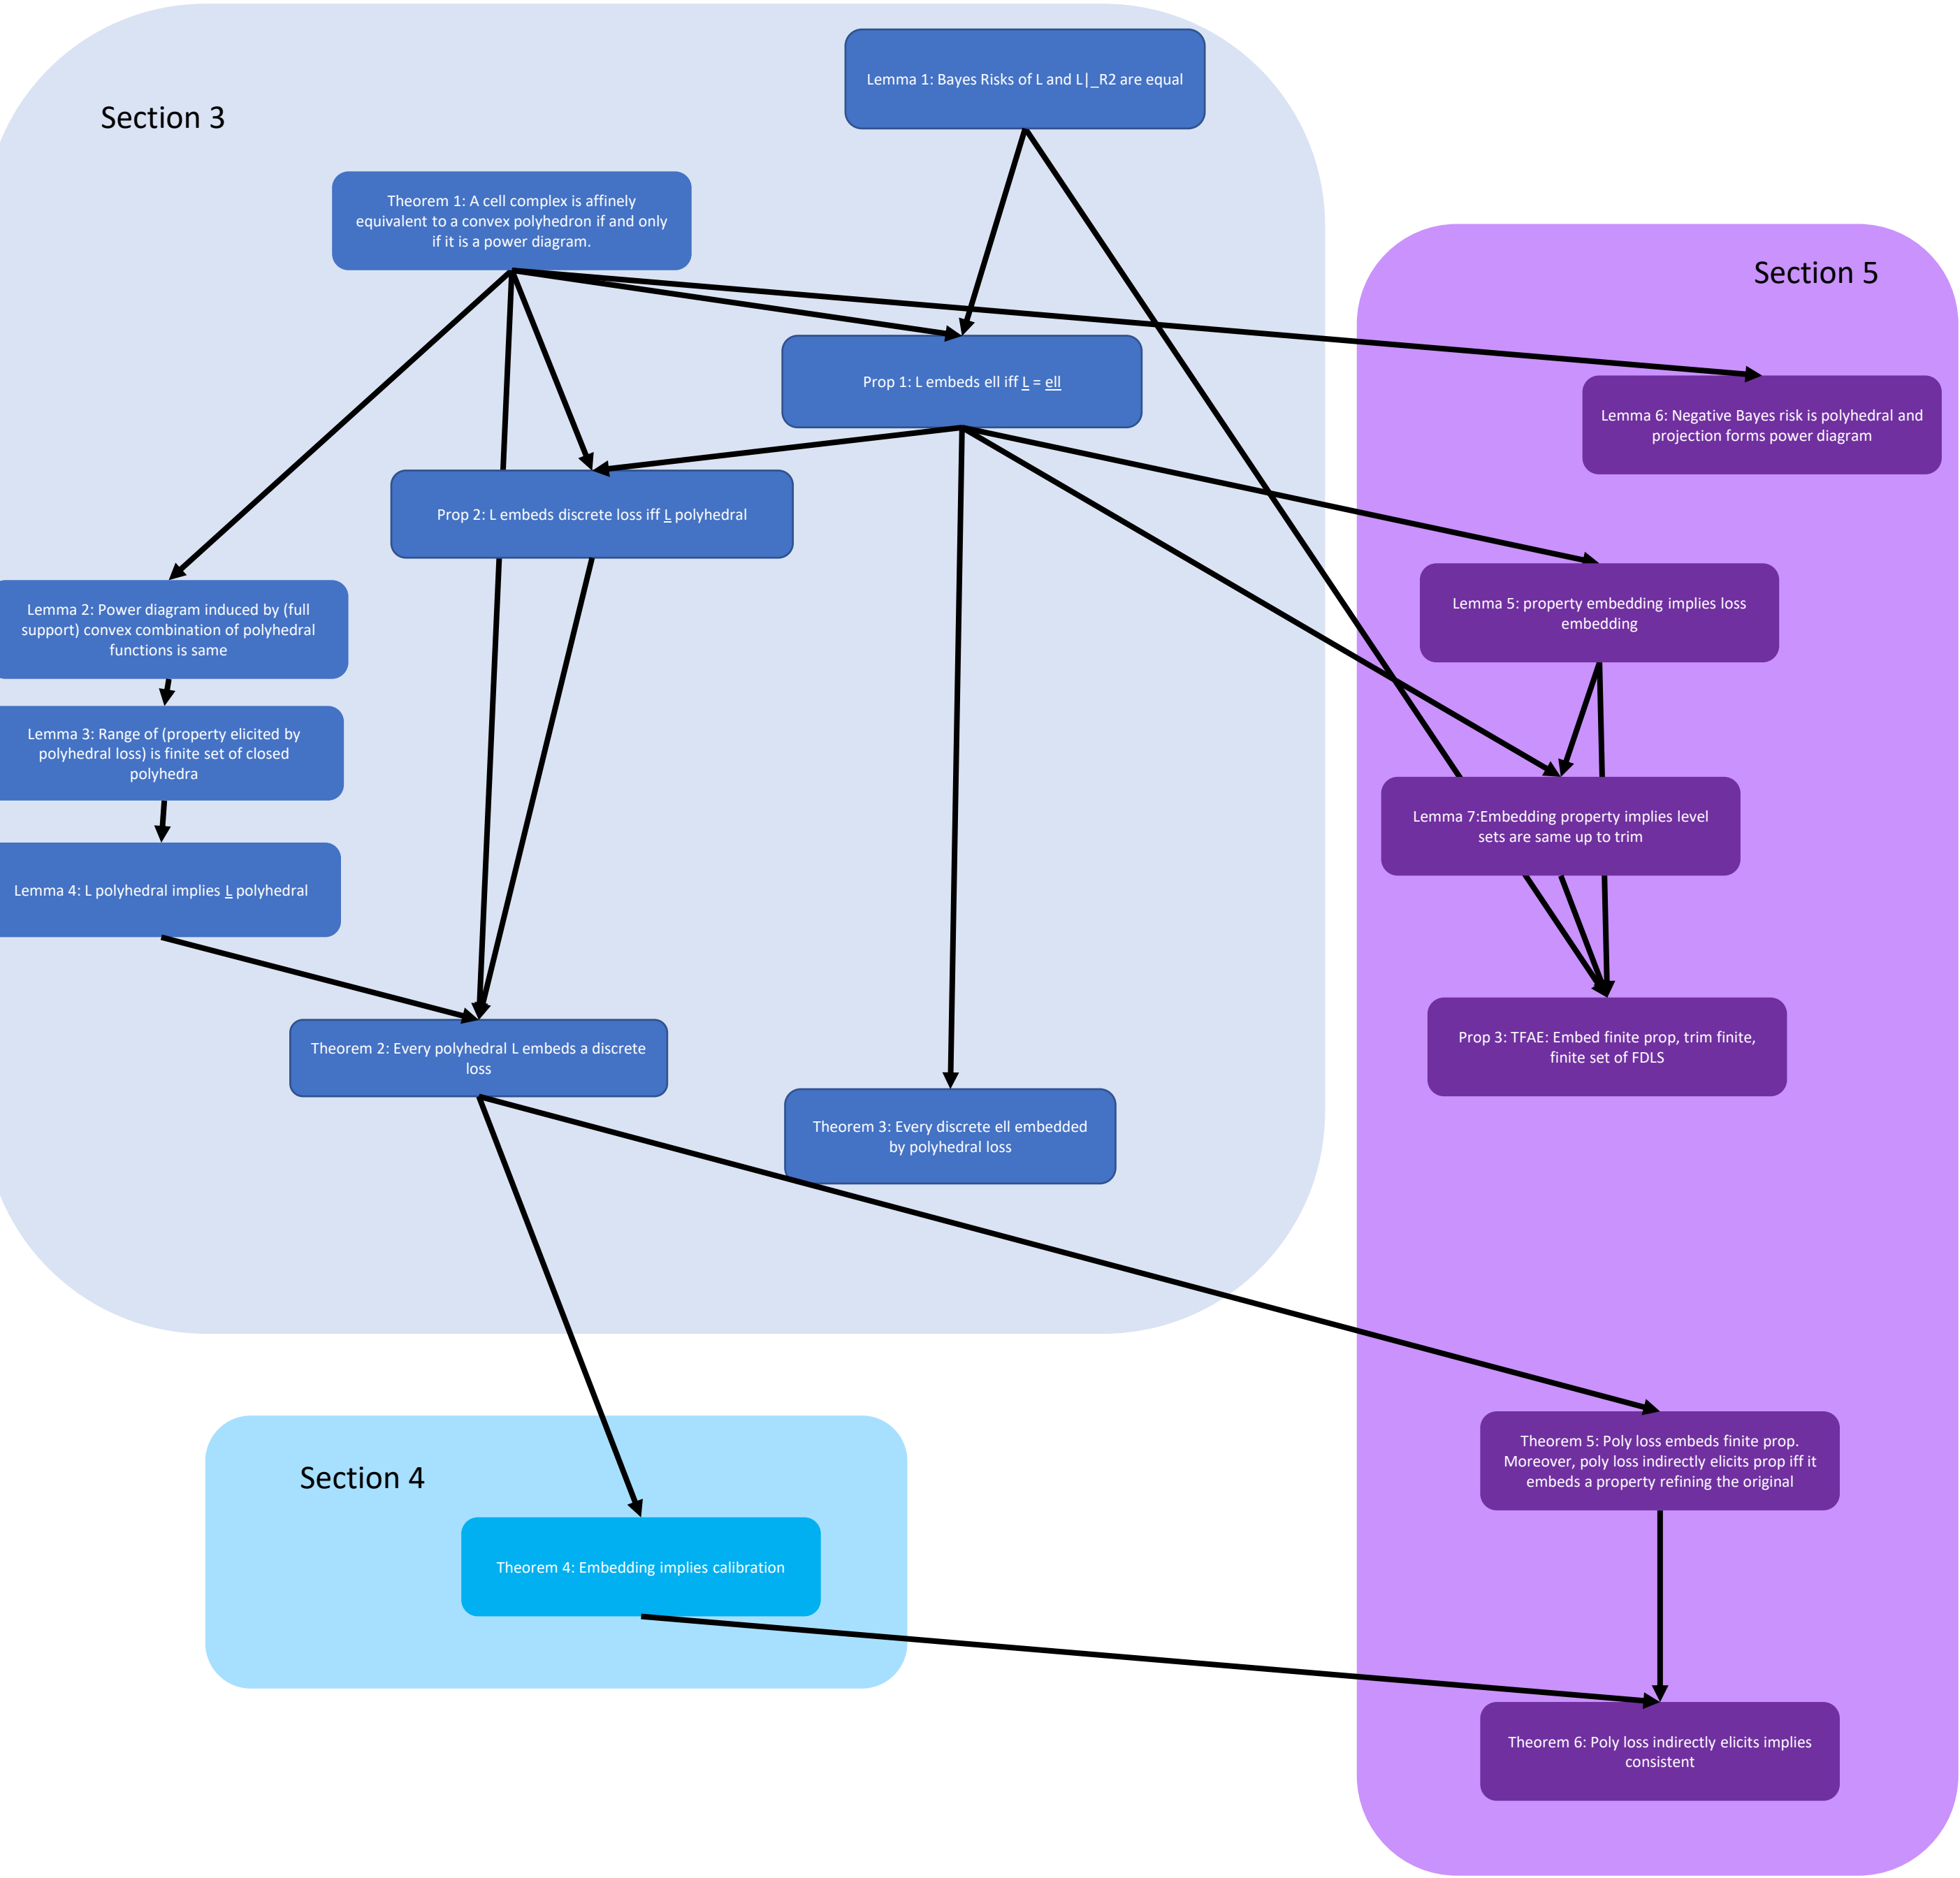 Lemma 1: Bayes Risks of L and L|_R2 are equal
Section 3
Theorem 1: A cell complex is affinely
equivalent to a convex polyhedron if and only
if it is a power diagram.
Section 5
Prop 1: L embeds ell iff L = ell
Lemma 6: Negative Bayes risk is polyhedral and
projection forms power diagram
Prop 2: L embeds discrete loss iff L polyhedral
Lemma 2: Power diagram induced by (full
support) convex combination of polyhedral
functions is same
Lemma 5: property embedding implies loss
embedding
Lemma 3: Range of (property elicited by
polyhedral loss) is finite set of closed
polyhedra
Lemma 7:Embedding property implies level
sets are same up to trim
Lemma 4: L polyhedral implies L polyhedral
Theorem 2: Every polyhedral L embeds a discrete
loss
Prop 3: TFAE: Embed finite prop, trim finite,
finite set of FDLS
Theorem 3: Every discrete ell embedded
by polyhedral loss
Section 4
Theorem 5: Poly loss embeds finite prop.
Moreover, poly loss indirectly elicits prop iff it
embeds a property refining the original
Theorem 4: Embedding implies calibration
Theorem 6: Poly loss indirectly elicits implies
consistent